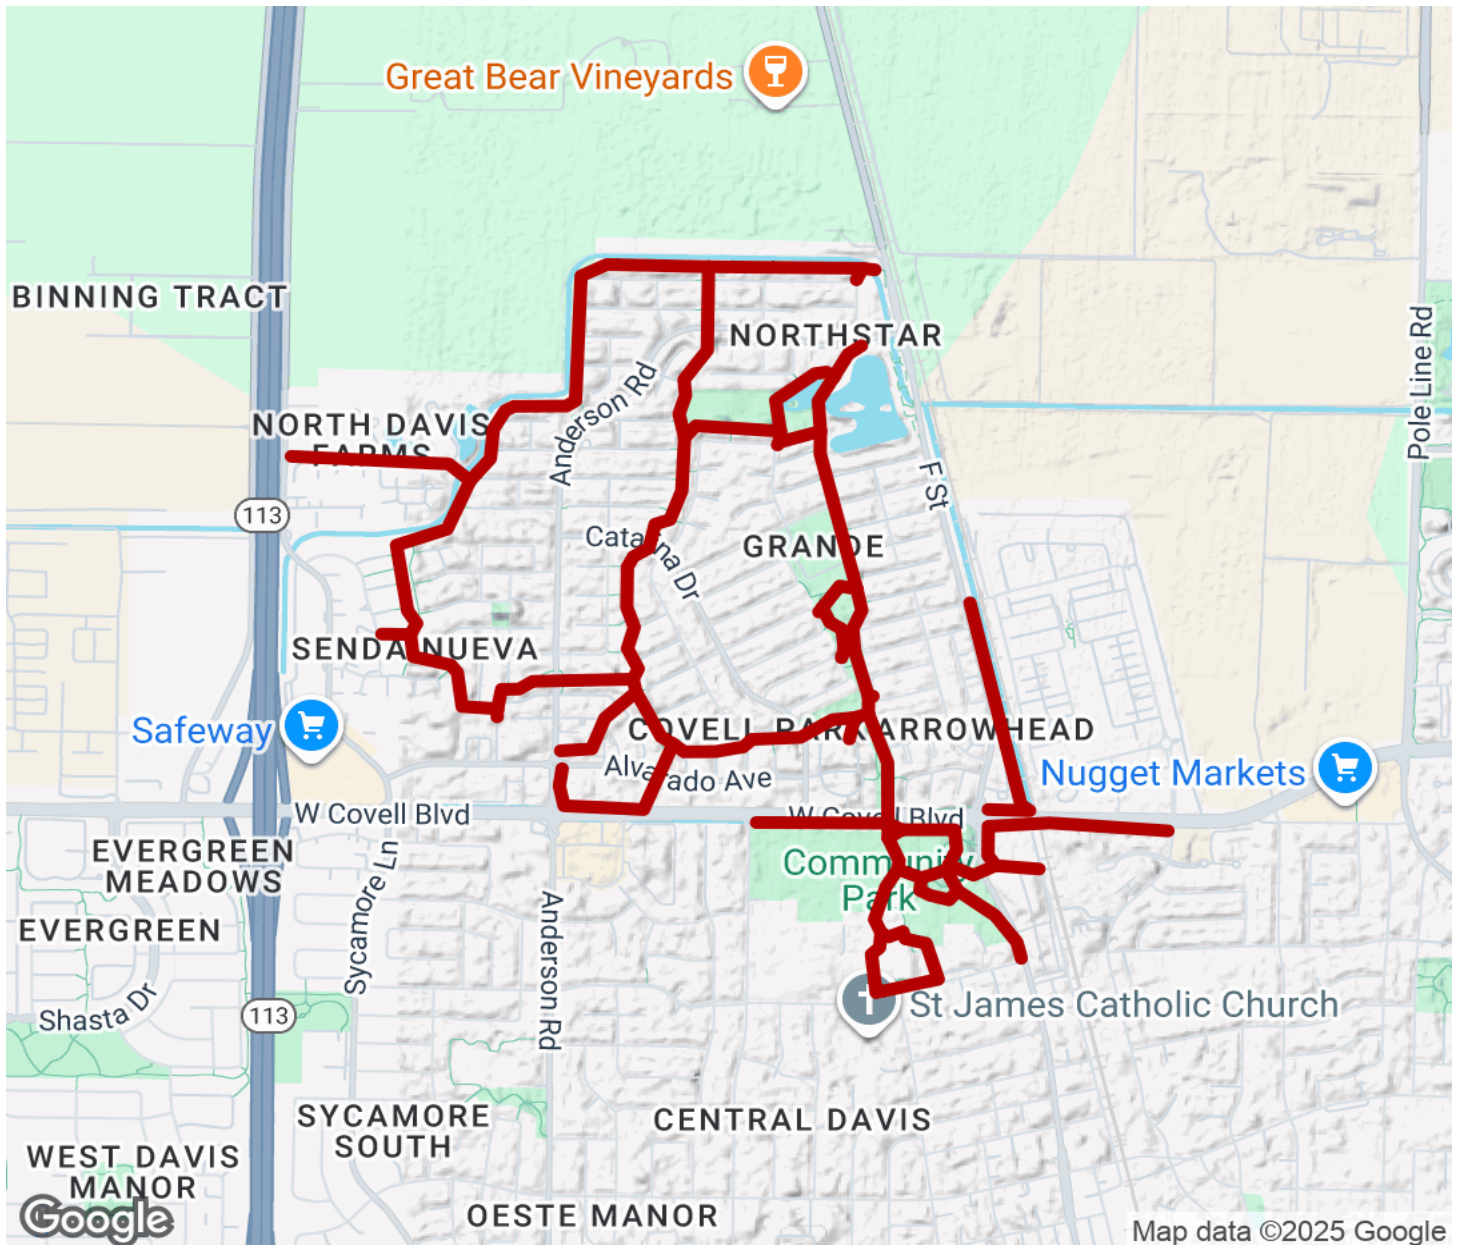 Great Bear Vineyards
BINNING TRACT
NORTHSTAR
Pole Line Rd
Anderson Rd
NORTH DAVIS
FARMS
F St
113
Catalina Dr
GRANDE
SENDA NUEVA
Safeway
COVELL PARK
ARROWHEAD
Alvarado Ave
Nugget Markets
W Covell Blvd
W Covell Blvd
EVERGREEN
MEADOWS
Community
Park
Sycamore Ln
Anderson Rd
EVERGREEN
Shasta Dr
113
St James Catholic Church
SYCAMORE
SOUTH
CENTRAL DAVIS
WEST DAVIS
MANOR
OESTE MANOR
Google
Map data ©2025 Google